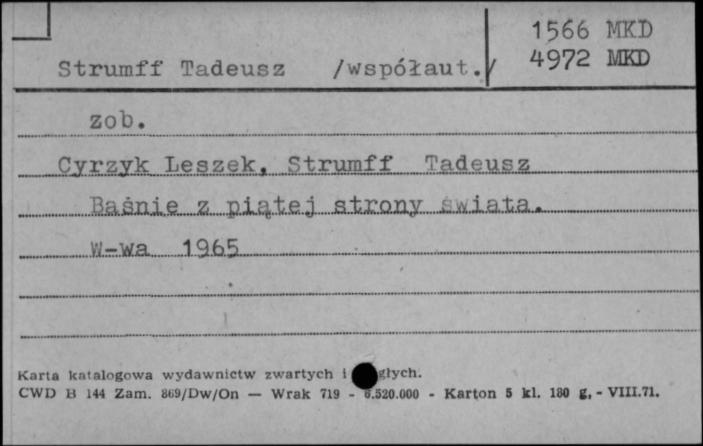 1566 MKD
Strumff Tadeusz /współaut./ 4972 MKD
zob.
Cyrzyk Leszek, Strumff Tadeusz
Baśnie z piątej strony świata.
W-wa 1965
Karta katalogowa wydawnictw zwartych i głych.
CWD B 144 Zam. 869/Dw/On — Wrak 719 - 6.520.000 - Karton 5 kl. 180 g, - VIII.71.